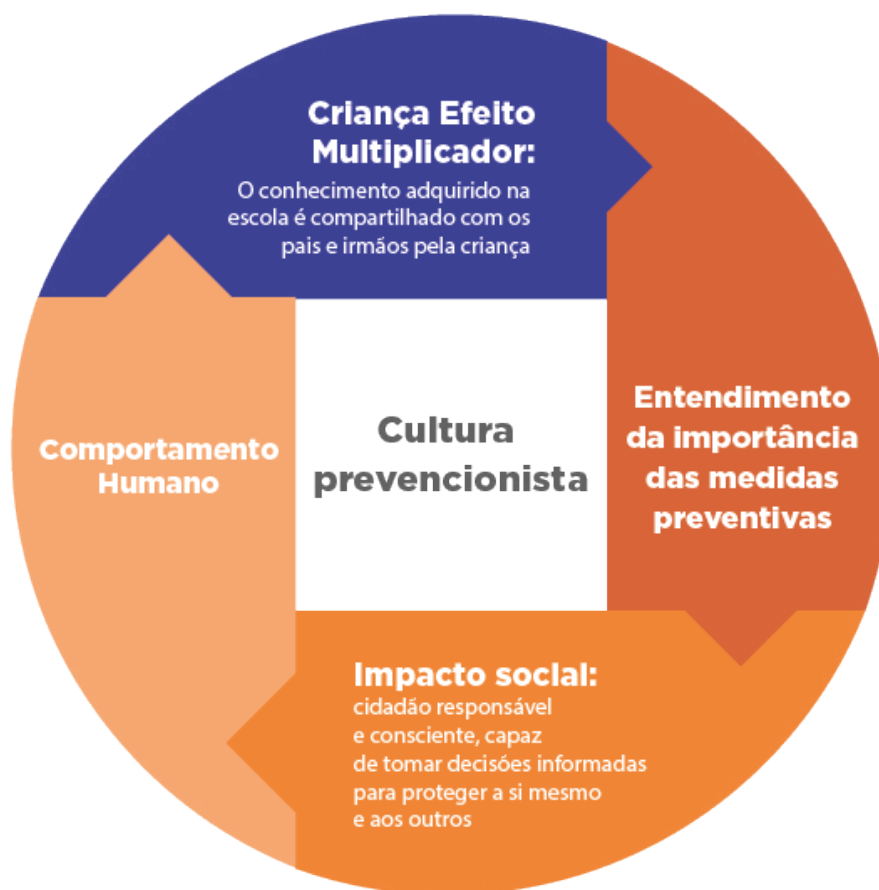 Criança Efeito
Multiplicador:
O conhecimento adquirido na
escola é compartilhado com os
pais e irmãos pela criança
Entendimento
da importância
das medidas
preventivas
Impacto social:
cidadão responsável
e consciente, capaz
de tomar decisões informadas
para proteger a si mesmo
e aos outros
Comportamento
Humano
Cultura
prevencionista